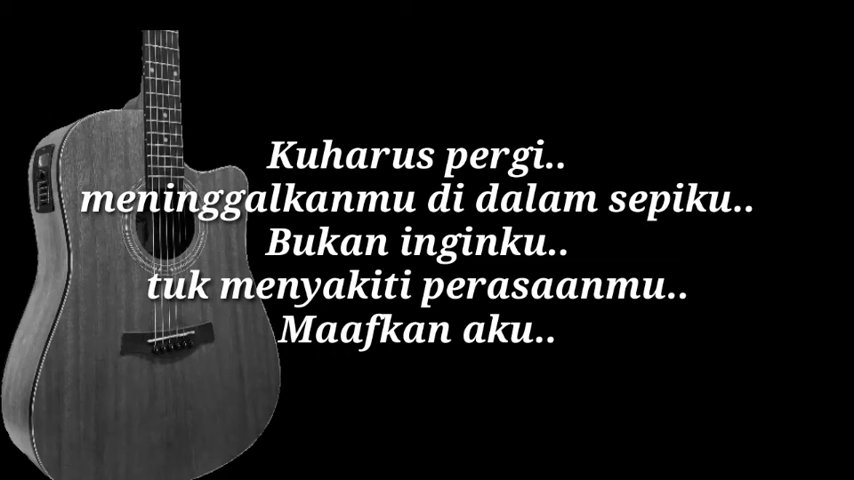 Kuharus pergi..
meninggalkanmu di dalam sepiku..
Bukan inginku..
tuk menyakiti perasaanmu..
Maafkan aku..